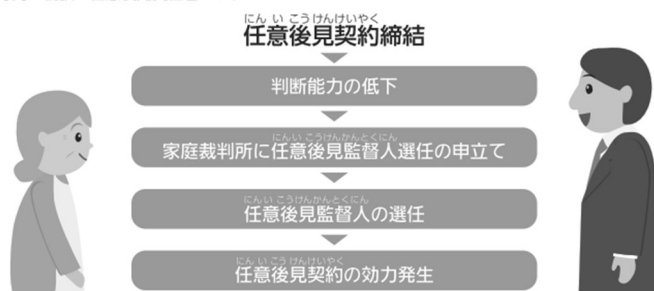 にんいこうけんけいやく
任意後見契約締結
判断能力の低下
にんいこうけんかんとくにん
家庭裁判所に任意後見監督人選任の申立て
にんいこうけんかんとくにん
任意後見監督人の選任
にんいこうけんけいやく
任意後見契約の効力発生